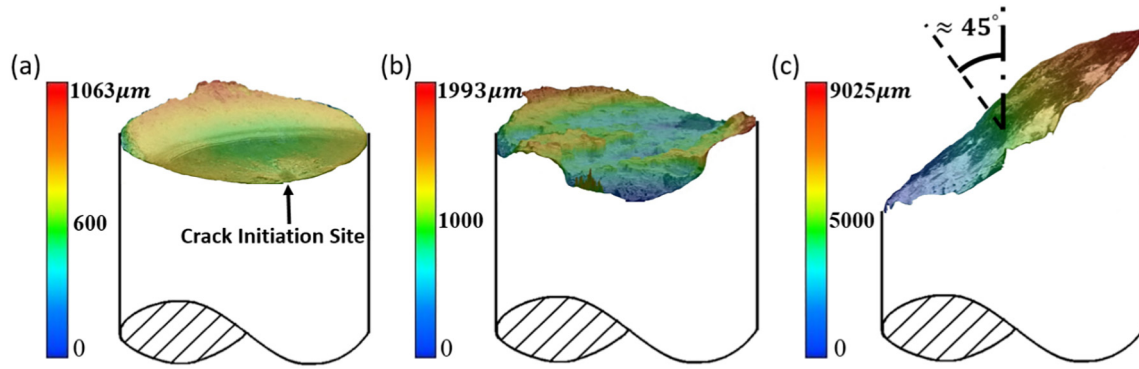 (a)
1063μm
600
0
Crack Initiation Site
(b)
1993μm
1000
0
(c)
9025μm
5000
0
≈ 45°